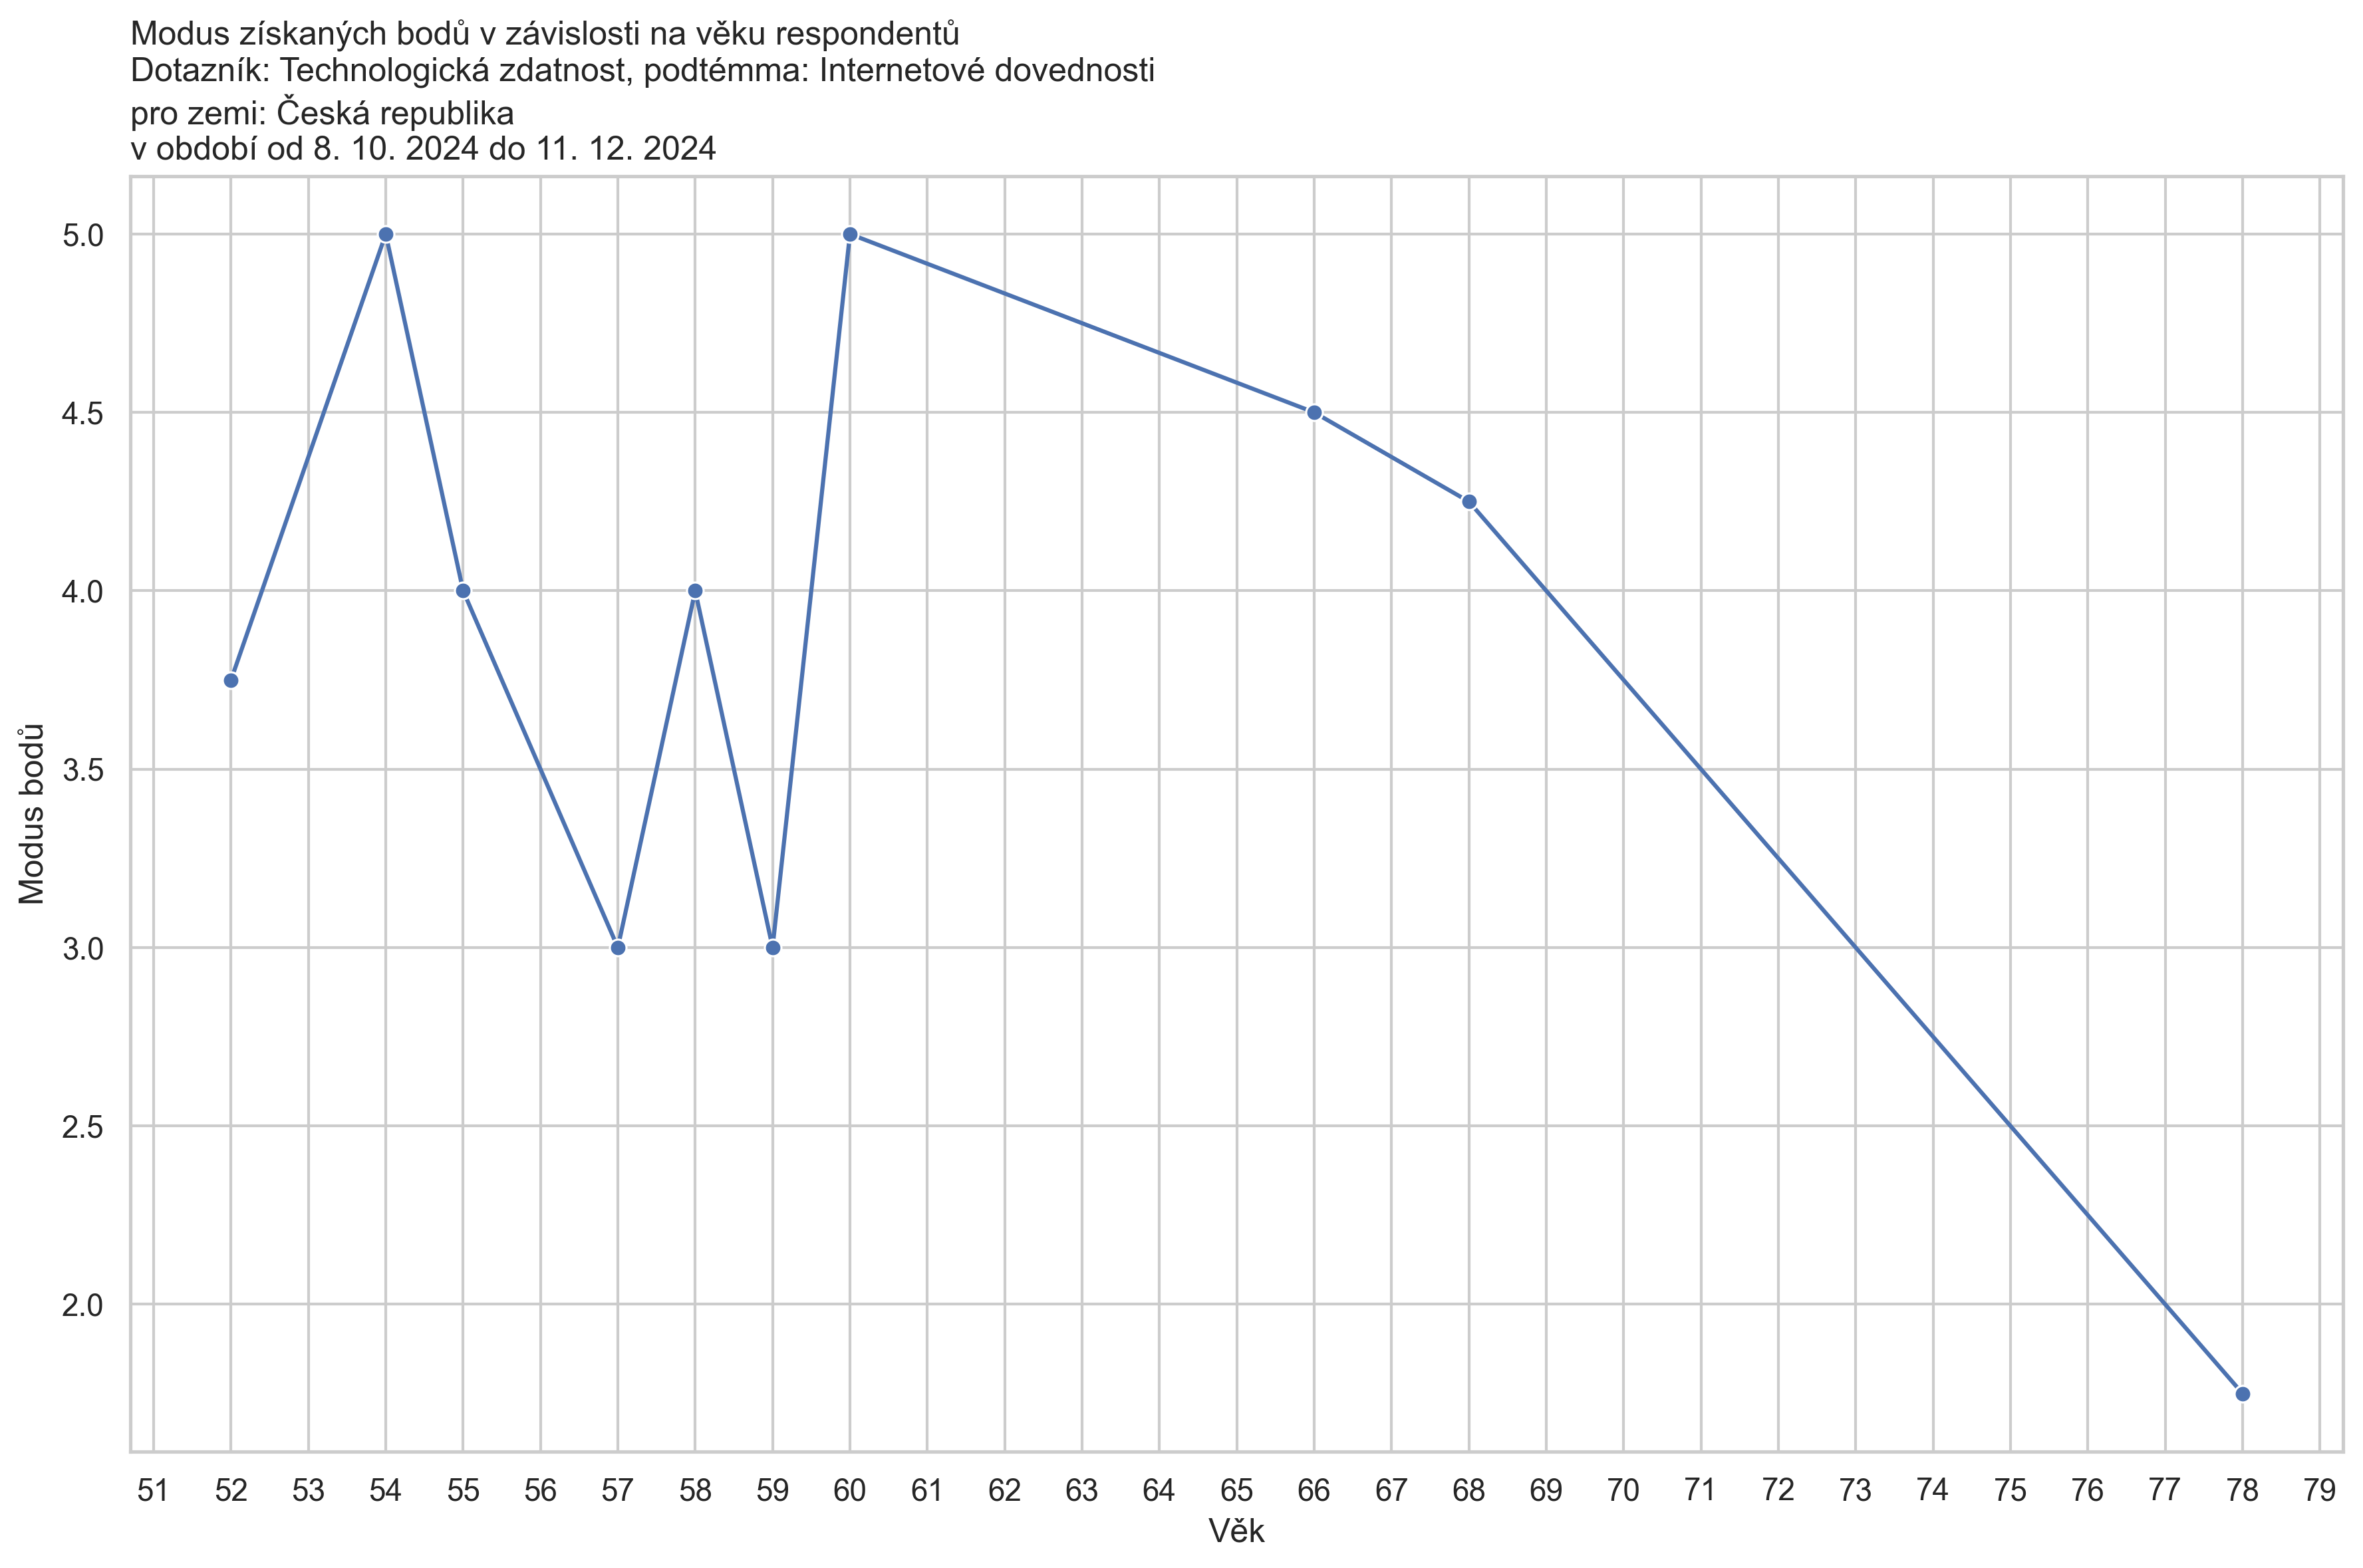 Modus získaných bodů v závislosti na věku respondentů
Dotazník: Technologická zdatnost, podtémma: Internetové dovednosti
pro zemi: Česká republika
v období od 8. 10. 2024 do 11. 12. 2024
5.0
4.5
4.0
3.5
3.0
2.5
2.0
Modus bodů
51 52 53 54 55 56 57 58 59 60 61 62 63 64 65 66 67 68 69 70 71 72 73 74 75 76 77 78 79
Věk